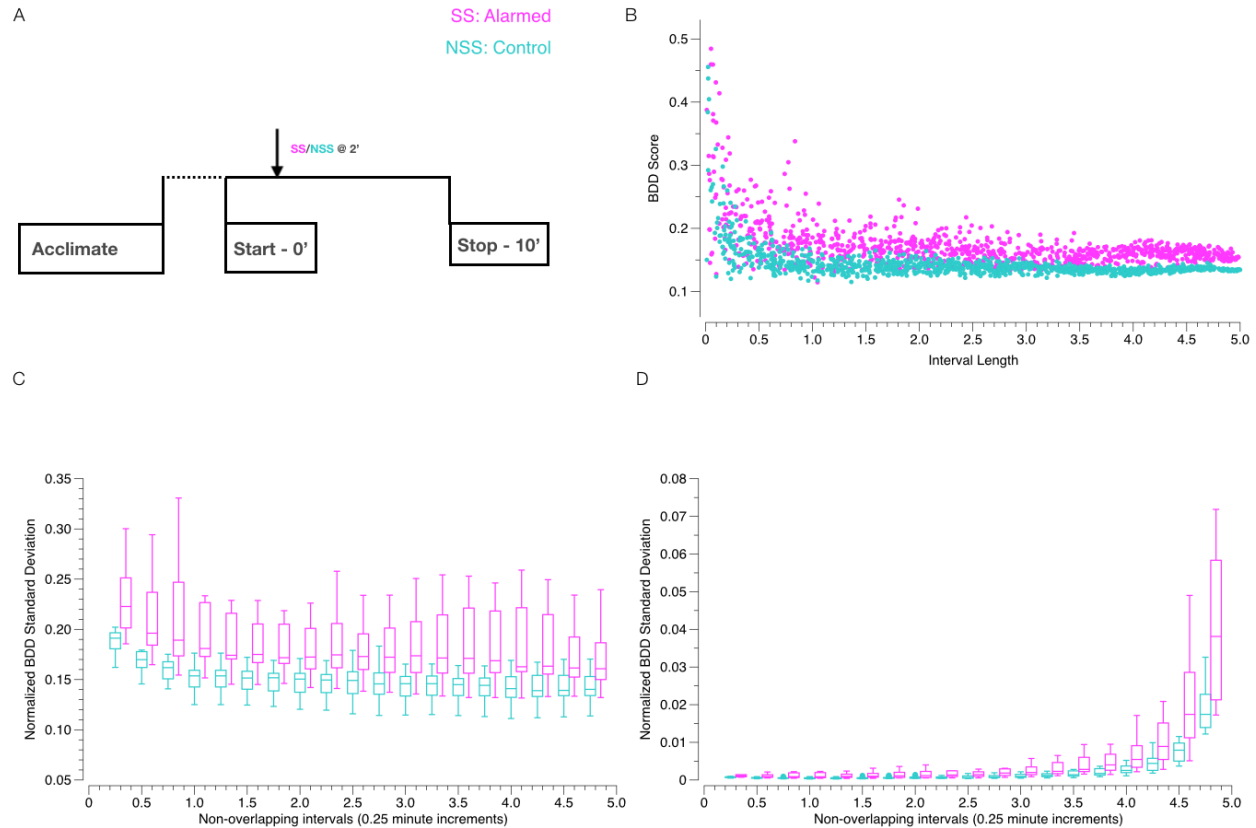 A
SS: Alarmed
NSS: Control
SS/NSS @ 2'
Acclimate
Start - 0'
Stop - 10'
B
BDD Score
0.5
0.4
0.3
0.2
0.1
0 0.5 1.0 1.5 2.0 2.5 3.0 3.5 4.0 4.5 5.0
Interval Length
C
Normalized BDD Standard Deviation
0.35
0.30
0.25
0.20
0.15
0.10
0.05
0 0.5 1.0 1.5 2.0 2.5 3.0 3.5 4.0 4.5 5.0
Non-overlapping intervals (0.25 minute increments)
D
Normalized BDD Standard Deviation
0.08
0.07
0.06
0.05
0.04
0.03
0.02
0.01
0
0 0.5 1.0 1.5 2.0 2.5 3.0 3.5 4.0 4.5 5.0
Non-overlapping intervals (0.25 minute increments)